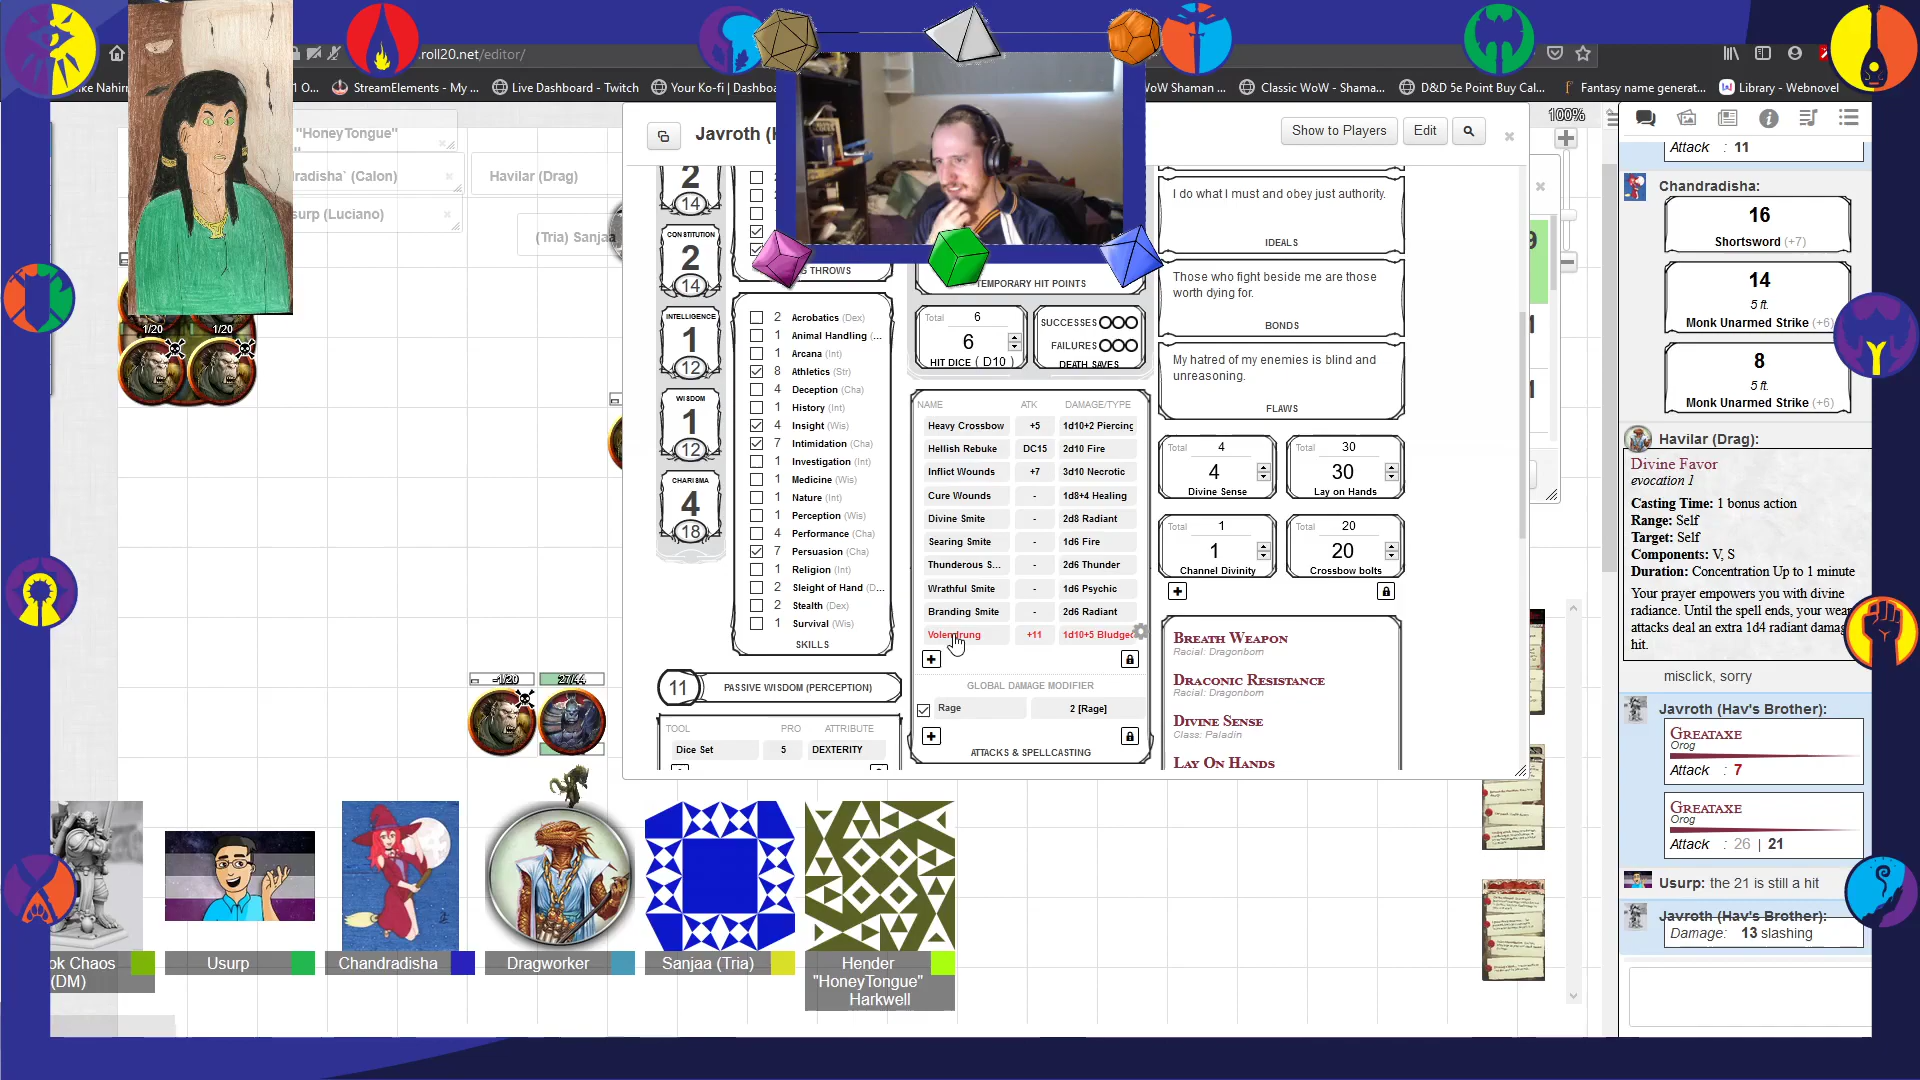 .roll20.net/editor/
ike Nahirn
1 O...
StreamElements - My ...
Live Dashboard - Twitch
Your Ko-fi | Dashboa
WoW Shaman ...
Classic WoW - Shama...
D&D 5e Point Buy Cal...
Fantasy name generat...
Library - Webnovel
"HoneyTongue"
radisha` (Calon)
Havilar (Drag)
surp (Luciano)
(Tria) Sanjaa
1/20
1/20
-1/20
27/44
Javroth (H
Show to Players
Edit
100%
2
14
CONSTITUTION
2
14
INTELLIGENCE
1
12
WISDOM
1
12
CHARISMA
4
18
G THROWS
2 Acrobatics (Dex)
1 Animal Handling (...
1 Arcana (Int)
8 Athletics (Str)
4 Deception (Cha)
1 History (Int)
4 Insight (Wis)
7 Intimidation (Cha)
1 Investigation (Int)
1 Medicine (Wis)
1 Nature (Int)
1 Perception (Wis)
4 Performance (Cha)
7 Persuasion (Cha)
1 Religion (Int)
2 Sleight of Hand (D...
2 Stealth (Dex)
1 Survival (Wis)
SKILLS
11 PASSIVE WISDOM (PERCEPTION)
TOOL PRO ATTRIBUTE
Dice Set 5 DEXTERITY
TEMPORARY HIT POINTS
Total 6
6
HIT DICE ( D10 )
SUCCESSES
FAILURES
DEATH SAVES
NAME ATK DAMAGE/TYPE
Heavy Crossbow +5 1d10+2 Piercing
Hellish Rebuke DC15 2d10 Fire
Inflict Wounds +7 3d10 Necrotic
Cure Wounds - 1d8+4 Healing
Divine Smite - 2d8 Radiant
Searing Smite - 1d6 Fire
Thunderous S... - 2d6 Thunder
Wrathful Smite - 1d6 Psychic
Branding Smite - 2d6 Radiant
Volendrung +11 1d10+5 Bludge
GLOBAL DAMAGE MODIFIER
Rage 2 [Rage]
ATTACKS & SPELLCASTING
I do what I must and obey just authority.
IDEALS
Those who fight beside me are those
worth dying for.
BONDS
My hatred of my enemies is blind and
unreasoning.
FLAWS
Total 4
4
Divine Sense
Total 30
30
Lay on Hands
Total 1
1
Channel Divinity
Total 20
20
Crossbow bolts
BREATH WEAPON
Racial: Dragonborn
DRACONIC RESISTANCE
Racial: Dragonborn
DIVINE SENSE
Class: Paladin
LAY ON HANDS
Attack : 11
Chandradisha:
16
Shortsword (+7)
14
5 ft.
Monk Unarmed Strike (+6)
8
5 ft.
Monk Unarmed Strike (+6)
Havilar (Drag):
Divine Favor
evocation 1
Casting Time: 1 bonus action
Range: Self
Target: Self
Components: V, S
Duration: Concentration Up to 1 minute
Your prayer empowers you with divine
radiance. Until the spell ends, your wea
attacks deal an extra 1d4 radiant damag
hit.
misclick, sorry
Javroth (Hav's Brother):
GREATAXE
Orog
Attack : 7
GREATAXE
Orog
Attack : 26 | 21
Usurp: the 21 is still a hit
Javroth (Hav's Brother):
Damage: 13 slashing
ok Chaos
(DM)
Usurp
Chandradisha
Dragworker
Sanjaa (Tria)
Hender
"HoneyTongue"
Harkwell